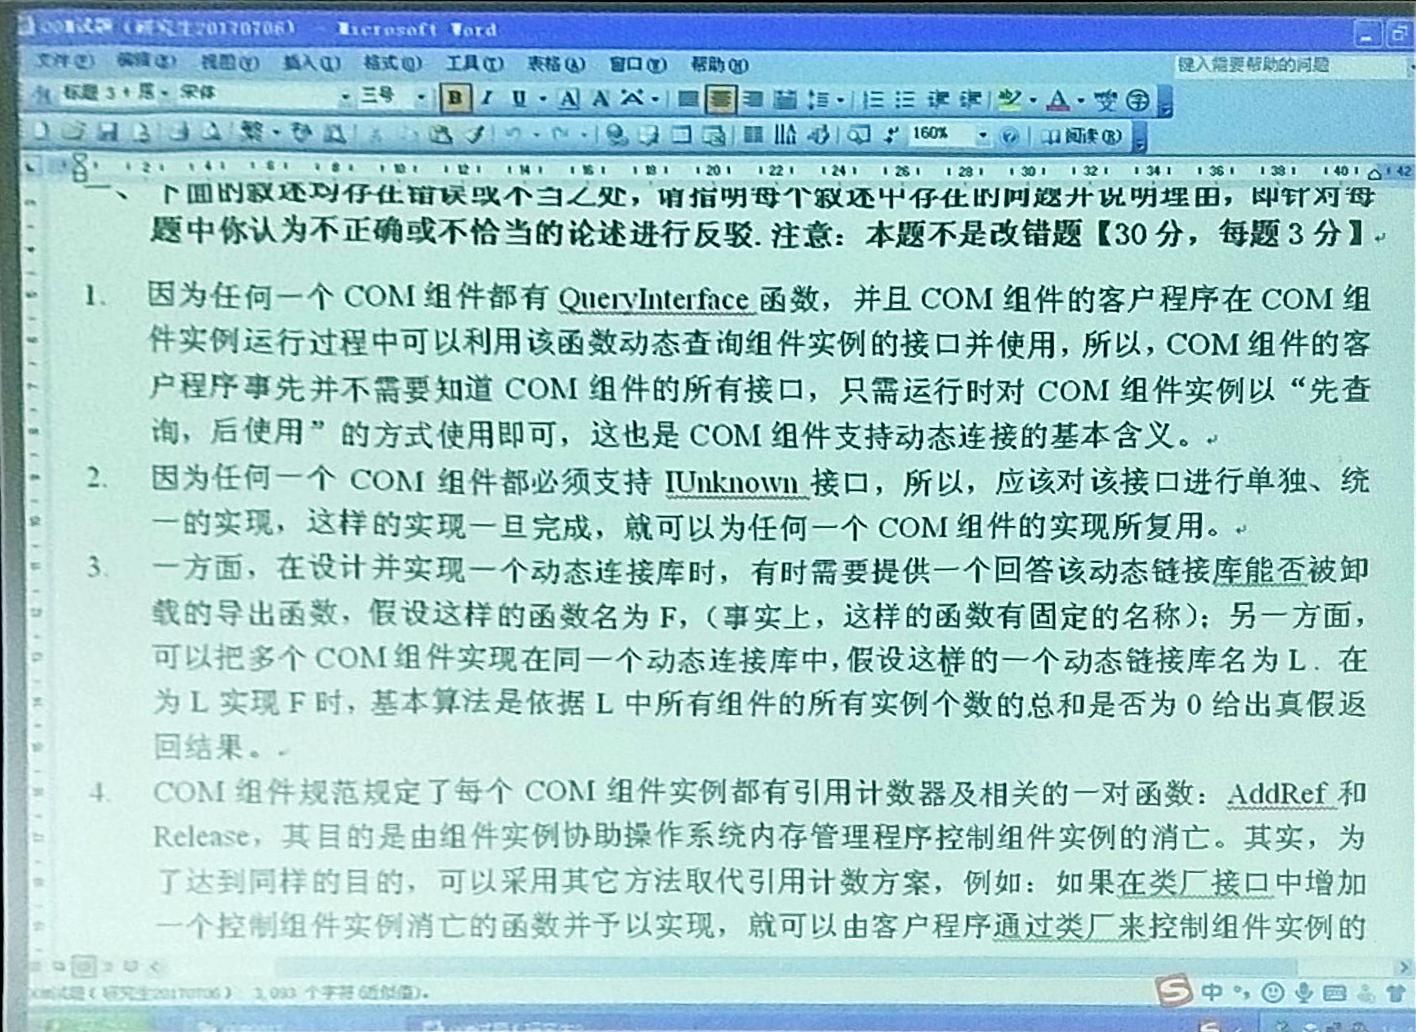 COM试题（研究生20170706） - Microsoft Word
文件(F) 编辑(E) 视图(V) 插入(I) 格式(O) 工具(T) 表格(A) 窗口(W) 帮助(H) 键入需要帮助的问题
标题 3 + 居 宋体 三号 B I U A A
160% 阅读(R)
2 4 6 8 10 12 14 16 18 20 22 24 26 28 30 32 34 36 38 40 42
一、下面的叙述均存在错误或不当之处，请指明每个叙述中存在的问题并说明理由，即针对每
题中你认为不正确或不恰当的论述进行反驳.注意：本题不是改错题【30分，每题3分】
1. 因为任何一个 COM 组件都有 QueryInterface 函数，并且 COM 组件的客户程序在 COM 组
件实例运行过程中可以利用该函数动态查询组件实例的接口并使用，所以，COM 组件的客
户程序事先并不需要知道 COM 组件的所有接口，只需运行时对 COM 组件实例以“先查
询，后使用”的方式使用即可，这也是 COM 组件支持动态连接的基本含义。
2. 因为任何一个 COM 组件都必须支持 IUnknown 接口，所以，应该对该接口进行单独、统
一的实现，这样的实现一旦完成，就可以为任何一个 COM 组件的实现所复用。
3. 一方面，在设计并实现一个动态连接库时，有时需要提供一个回答该动态链接库能否被卸
载的导出函数，假设这样的函数名为 F，（事实上，这样的函数有固定的名称）；另一方面，
可以把多个 COM 组件实现在同一个动态连接库中，假设这样的一个动态链接库名为 L．在
为 L 实现 F 时，基本算法是依据 L 中所有组件的所有实例个数的总和是否为 0 给出真假返
回结果。
4. COM 组件规范规定了每个 COM 组件实例都有引用计数器及相关的一对函数：AddRef 和
Release，其目的是由组件实例协助操作系统内存管理程序控制组件实例的消亡。其实，为
了达到同样的目的，可以采用其它方法取代引用计数方案，例如：如果在类厂接口中增加
一个控制组件实例消亡的函数并予以实现，就可以由客户程序通过类厂来控制组件实例的
COM试题（研究生20170706）： 3,093 个字符(近似值)。
中